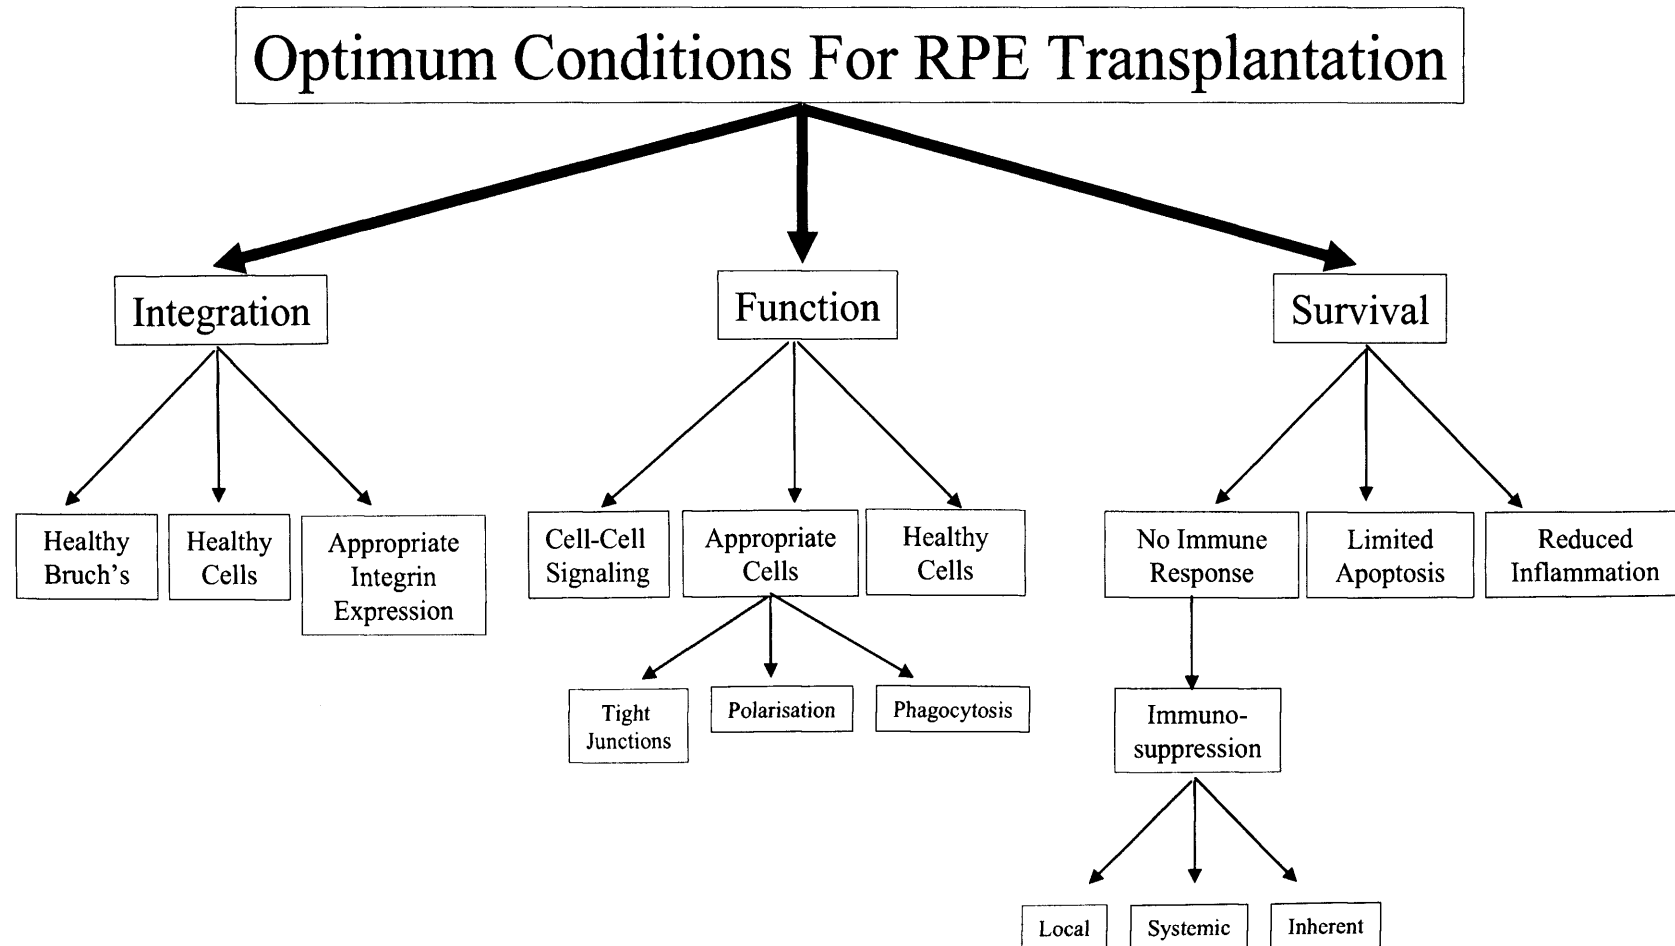 Optimum Conditions For RPE Transplantation
Integration
Function
Survival
Healthy
Bruch's
Healthy
Cells
Appropriate
Integrin
Expression
Cell-Cell
Signaling
Appropriate
Cells
Healthy
Cells
No Immune
Response
Limited
Apoptosis
Reduced
Inflammation
Tight
Junctions
Polarisation
Phagocytosis
Immuno-
suppression
Local
Systemic
Inherent